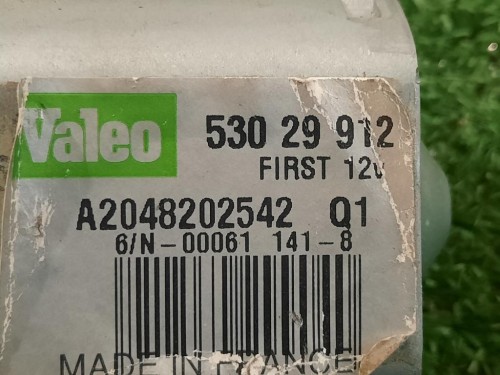 Valeo 530 29 912
FIRST 12v
A2048202542 Q1
6/N-00061 141-8
MADE IN FRANCE